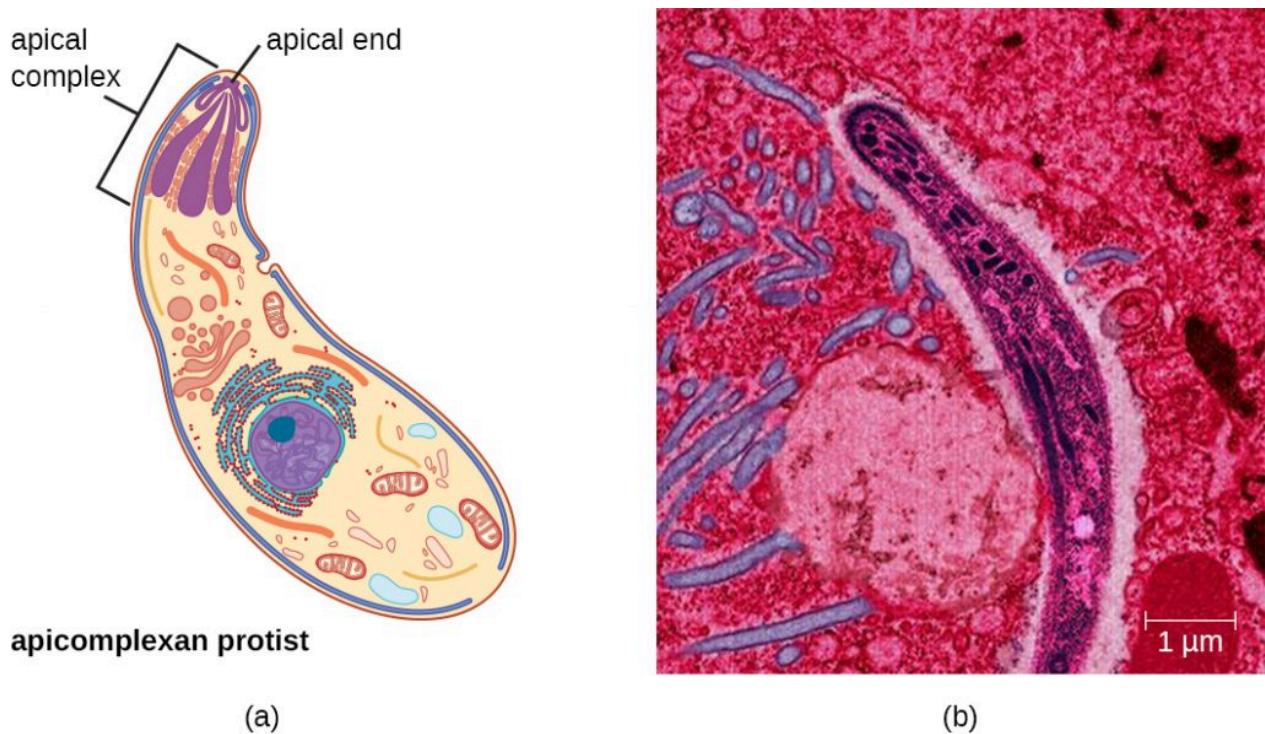 apical
complex
apical end
apicomplexan protist
1 µm
(a)
(b)